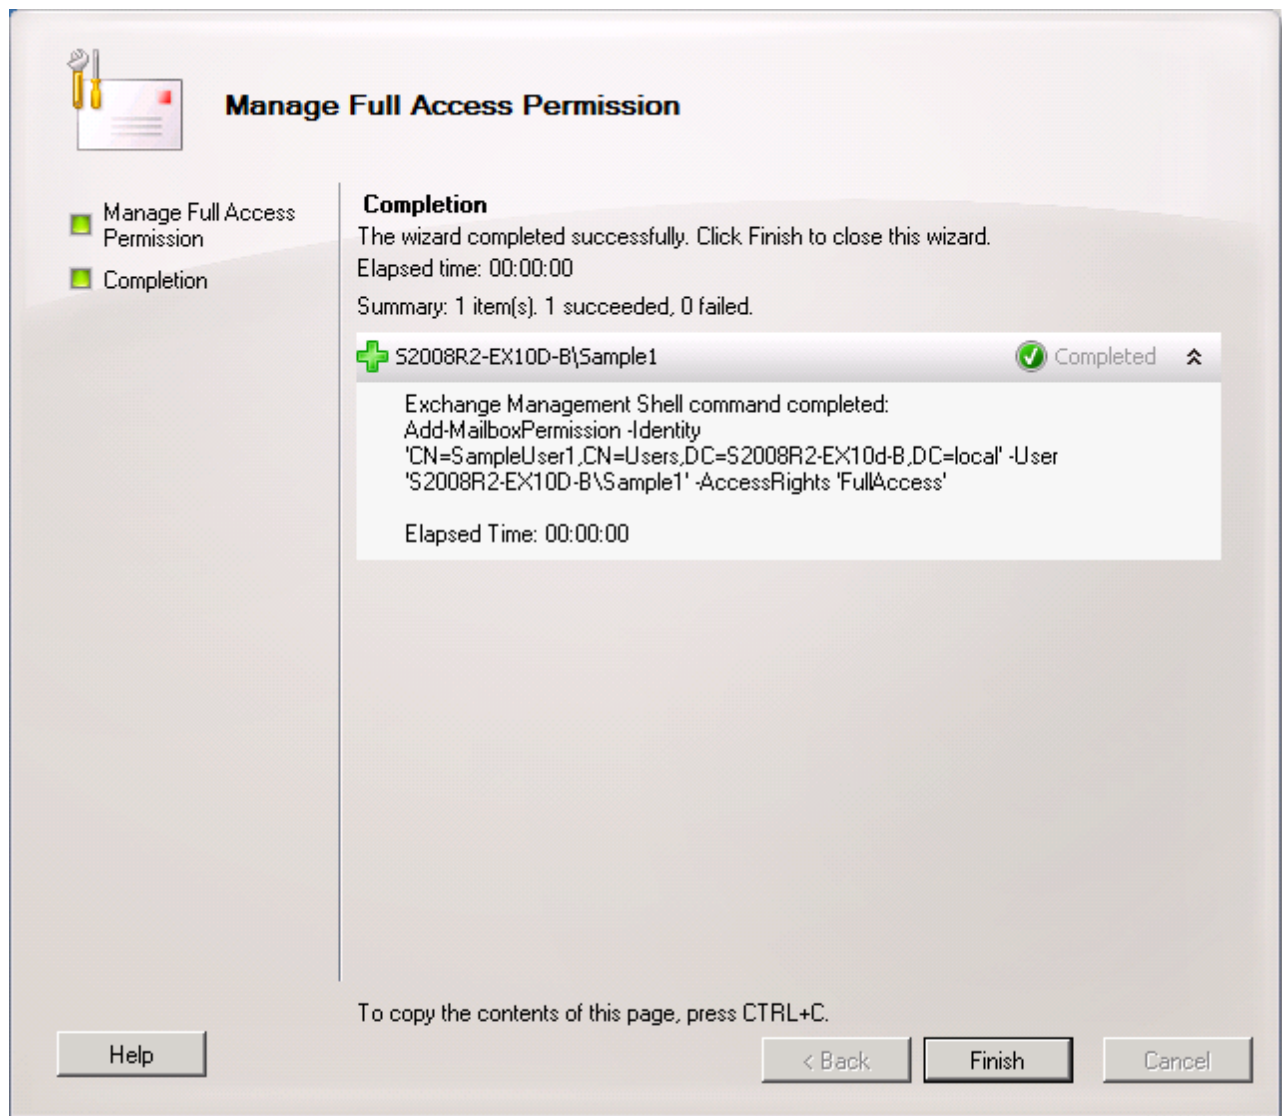 Manage Full Access Permission
Manage Full Access
Permission
Completion
Completion
The wizard completed successfully. Click Finish to close this wizard.
Elapsed time: 00:00:00
Summary: 1 item(s). 1 succeeded, 0 failed.
S2008R2-EX10D-B\Sample1
Completed
Exchange Management Shell command completed:
Add-MailboxPermission -Identity
'CN=SampleUser1,CN=Users,DC=S2008R2-EX10d-B,DC=local' -User
'S2008R2-EX10D-B\Sample1' -AccessRights 'FullAccess'
Elapsed Time: 00:00:00
To copy the contents of this page, press CTRL+C.
Help
< Back
Finish
Cancel